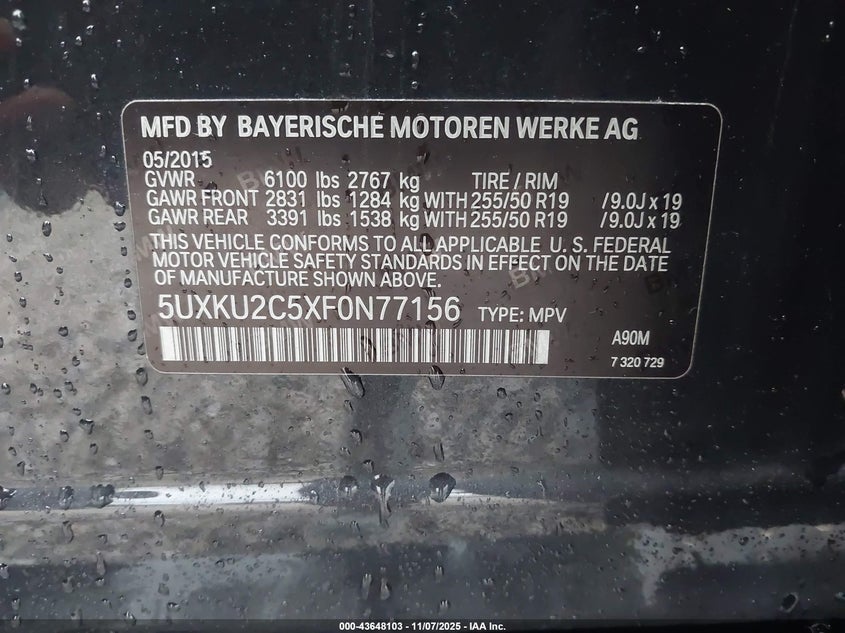 MFD BY BAYERISCHE MOTOREN WERKE AG
05/2015
GVWR 6100 lbs 2767 kg TIRE / RIM
GAWR FRONT 2831 lbs 1284 kg WITH 255/50 R19 /9.0J x 19
GAWR REAR 3391 lbs 1538 kg WITH 255/50 R19 /9.0J x 19
THIS VEHICLE CONFORMS TO ALL APPLICABLE U. S. FEDERAL
MOTOR VEHICLE SAFETY STANDARDS IN EFFECT ON THE DATE
OF MANUFACTURE SHOWN ABOVE.
5UXKU2C5XF0N77156 TYPE: MPV
A90M
7 320 729
000-43648103 - 11/07/2025 - IAA Inc.